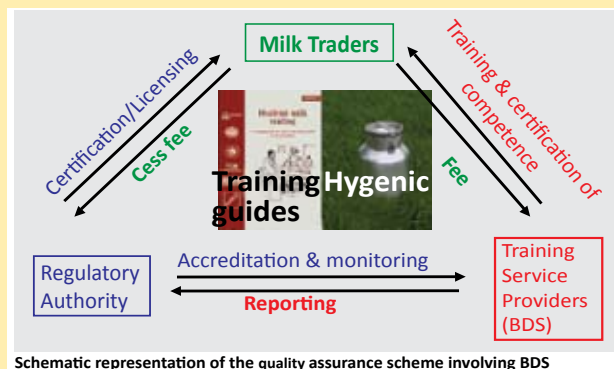 Milk Traders
Certification/Licensing
Cess fee
Training & certification of
competence
Fee
Training
guides
Hygenic
Regulatory
Authority
Accreditation & monitoring
Reporting
Training
Service
Providers
(BDS)
Schematic representation of the quality assurance scheme involving BDS